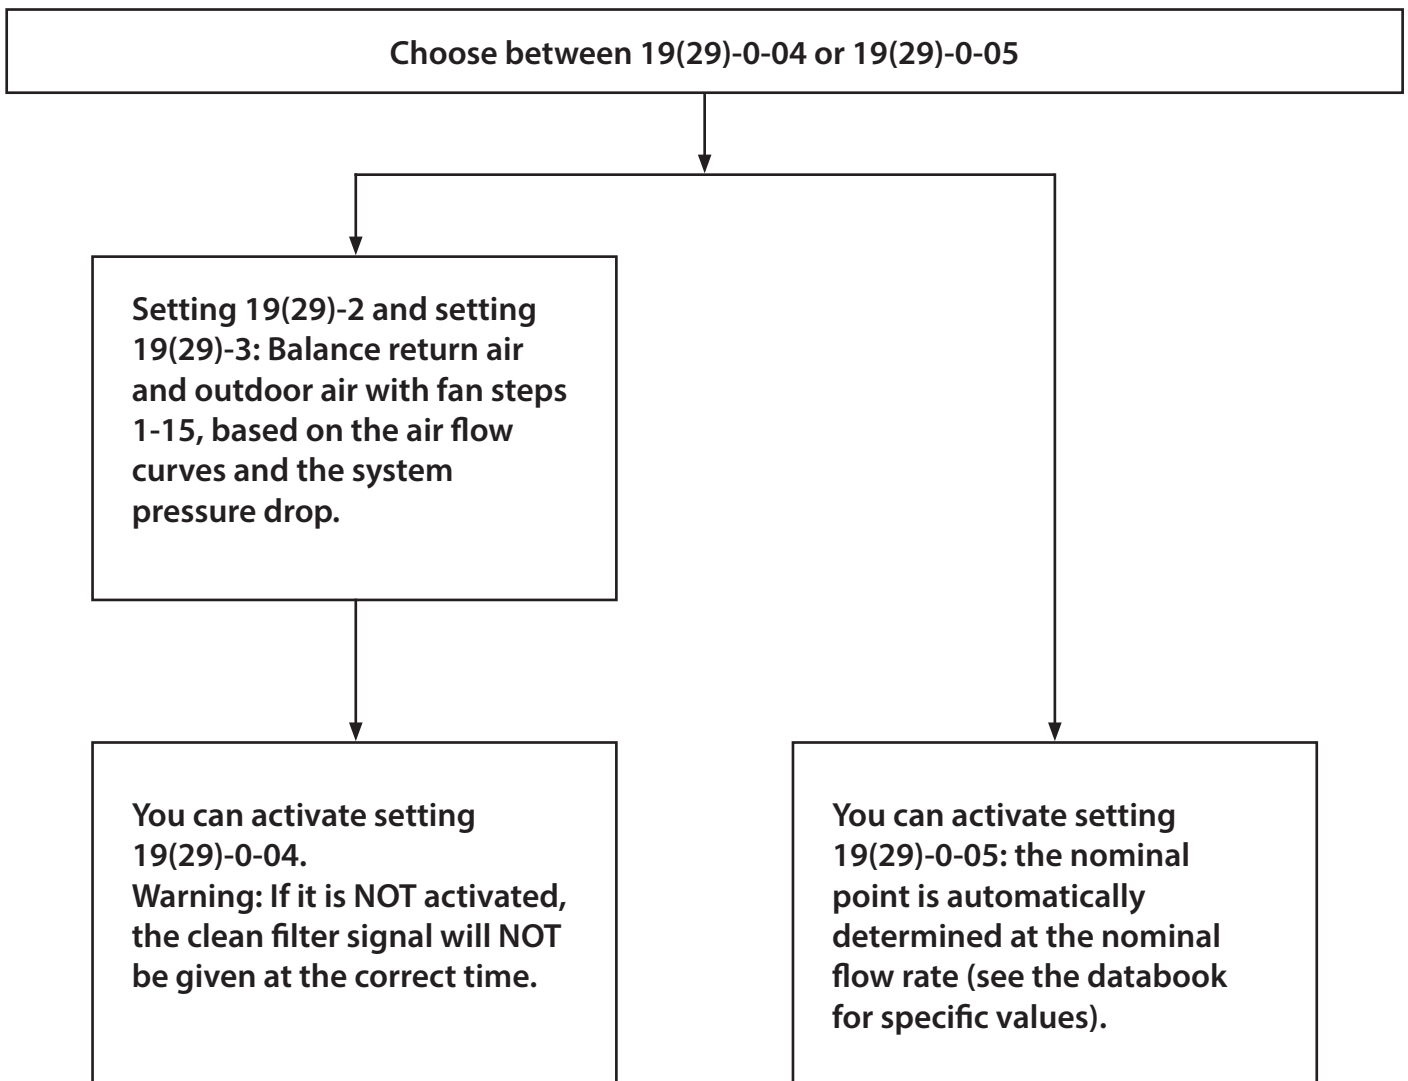 Choose between 19(29)-0-04 or 19(29)-0-05
Setting 19(29)-2 and setting
19(29)-3: Balance return air
and outdoor air with fan steps
1-15, based on the air flow
curves and the system
pressure drop.
You can activate setting
19(29)-0-04.
Warning: If it is NOT activated,
the clean filter signal will NOT
be given at the correct time.
You can activate setting
19(29)-0-05: the nominal
point is automatically
determined at the nominal
flow rate (see the databook
for specific values).